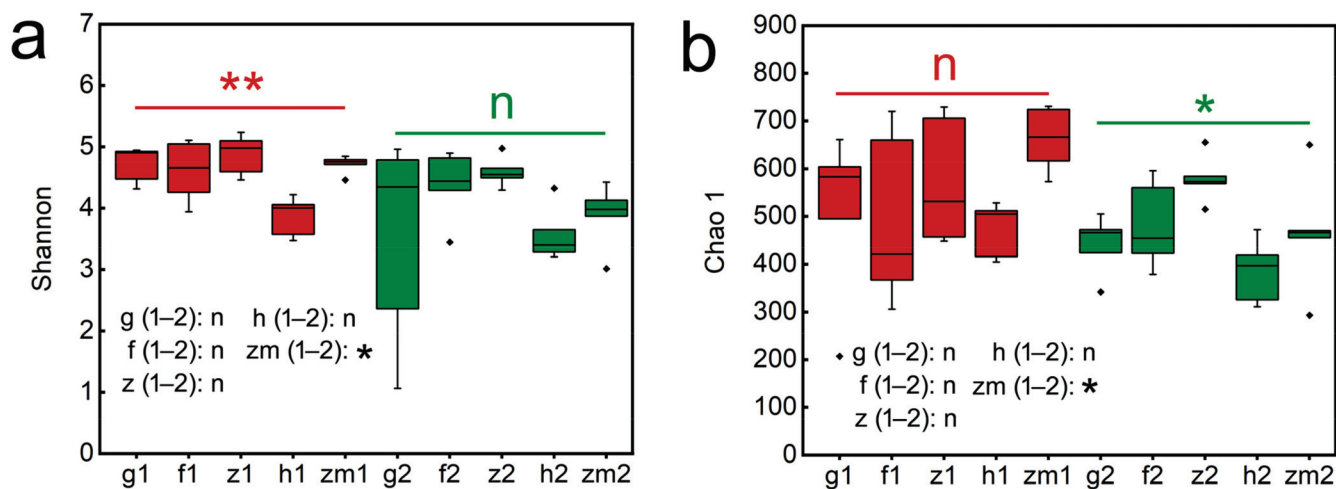 a
Shannon
7
6
5
4
3
2
1
0
**
n
g (1–2): n h (1–2): n
f (1–2): n zm (1–2): *
z (1–2): n
g1 f1 z1 h1 zm1 g2 f2 z2 h2 zm2
b
Chao 1
900
800
700
600
500
400
300
200
100
0
n
*
g (1–2): n h (1–2): n
f (1–2): n zm (1–2): *
z (1–2): n
g1 f1 z1 h1 zm1 g2 f2 z2 h2 zm2